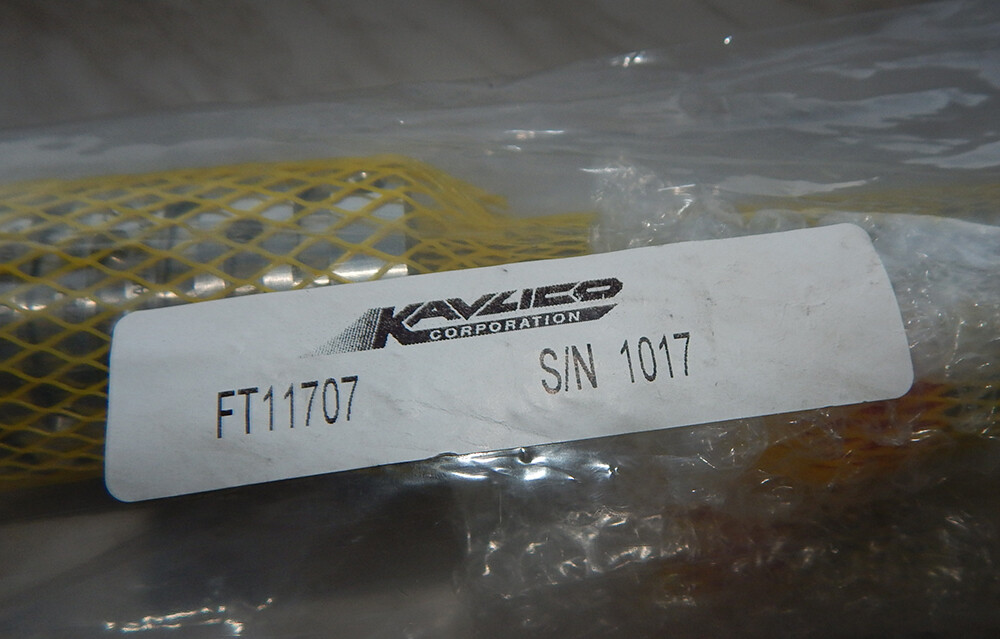 KAVLICO
CORPORATION
FT11707 S/N 1017